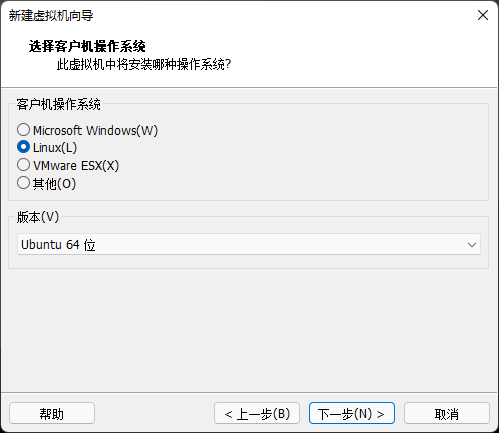 新建虚拟机向导
选择客户机操作系统
此虚拟机中将安装哪种操作系统?
客户机操作系统
Microsoft Windows(W)
Linux(L)
VMware ESX(X)
其他(O)
版本(V)
Ubuntu 64 位
帮助
< 上一步(B)
下一步(N) >
取消